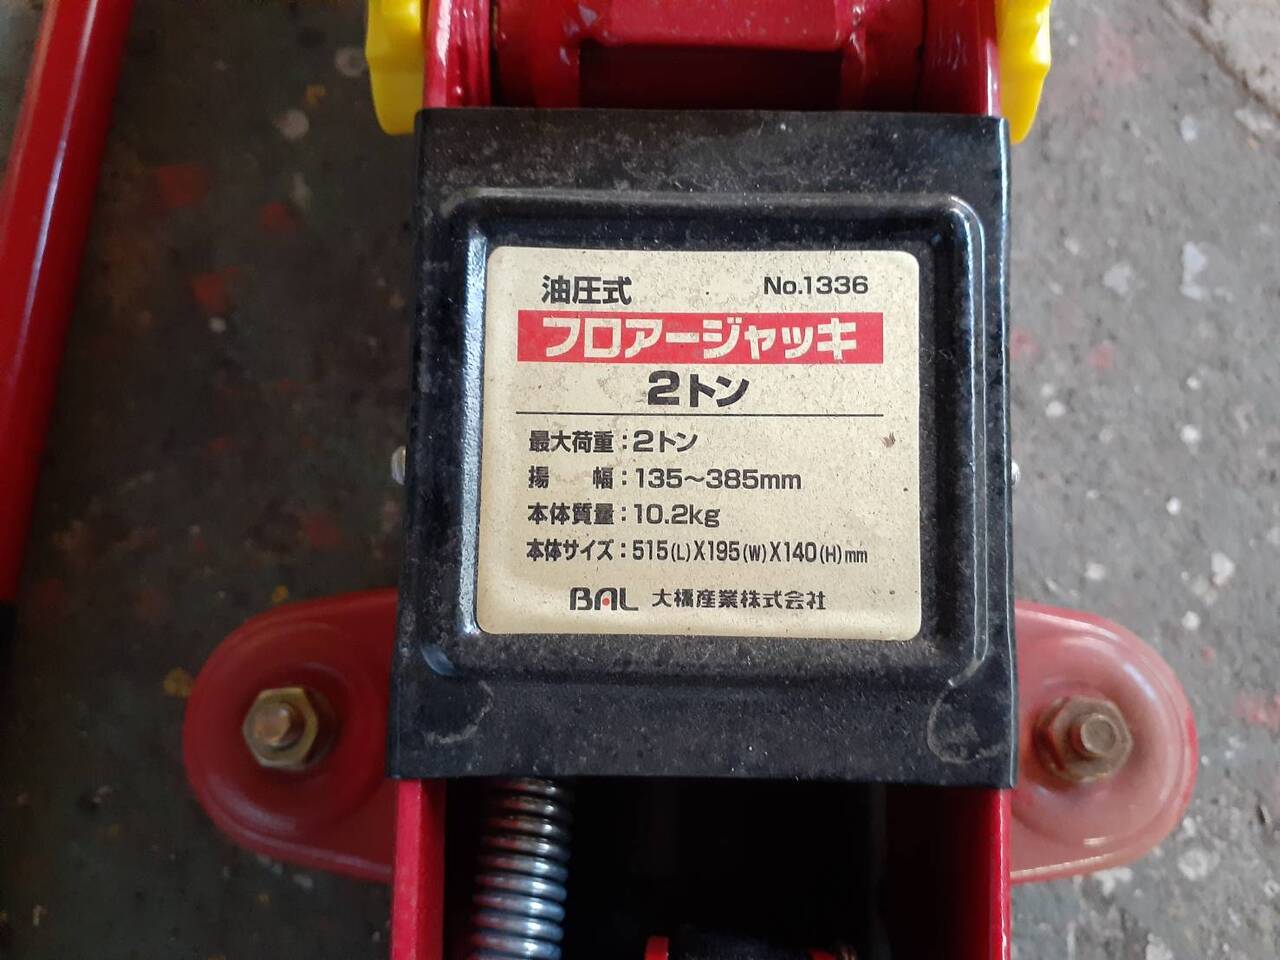 油圧式 No.1336
フロアージャッキ
2トン
最大荷重：2トン
揚　幅：135～385mm
本体質量：10.2kg
本体サイズ：515(L)X195(W)X140(H)mm
BAL 大橋産業株式会社